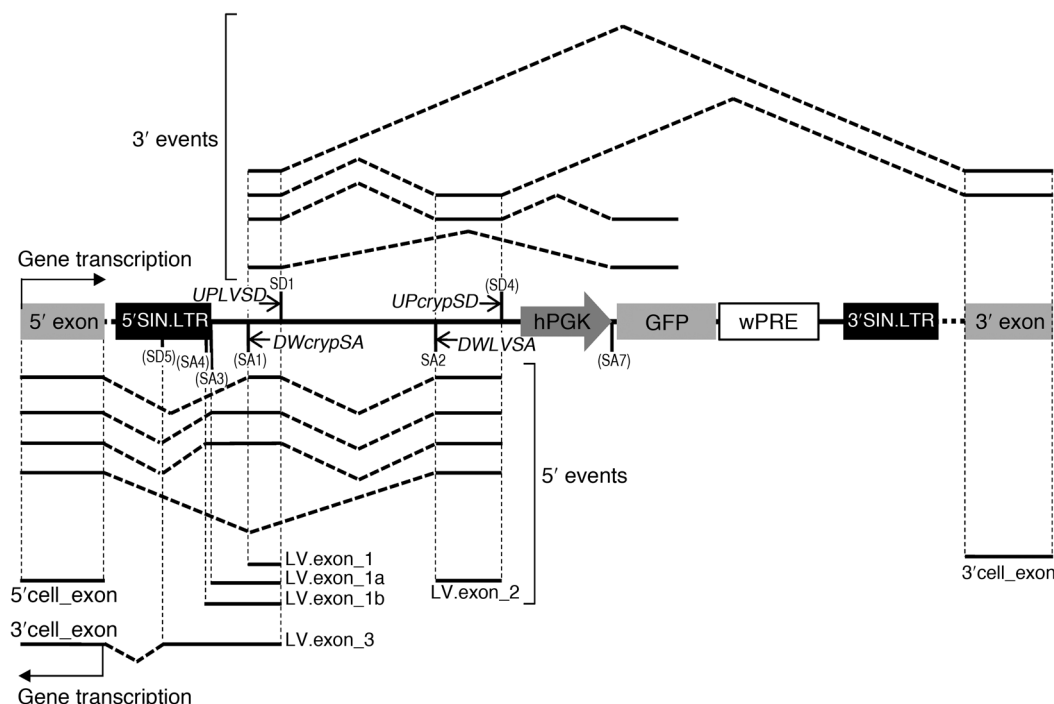 3′ events
Gene transcription
UPLVSD
SD1
UPcrypSD
(SD4)
5′ exon
5′SIN.LTR
hPGK
GFP
wPRE
3′SIN.LTR
3′ exon
DWcrypSA
DWLVSA
(SD5)
(SA4)
(SA3)
(SA1)
SA2
(SA7)
5′ events
LV.exon_1
LV.exon_1a
LV.exon_1b
LV.exon_2
3′cell_exon
5′cell_exon
3′cell_exon
LV.exon_3
Gene transcription